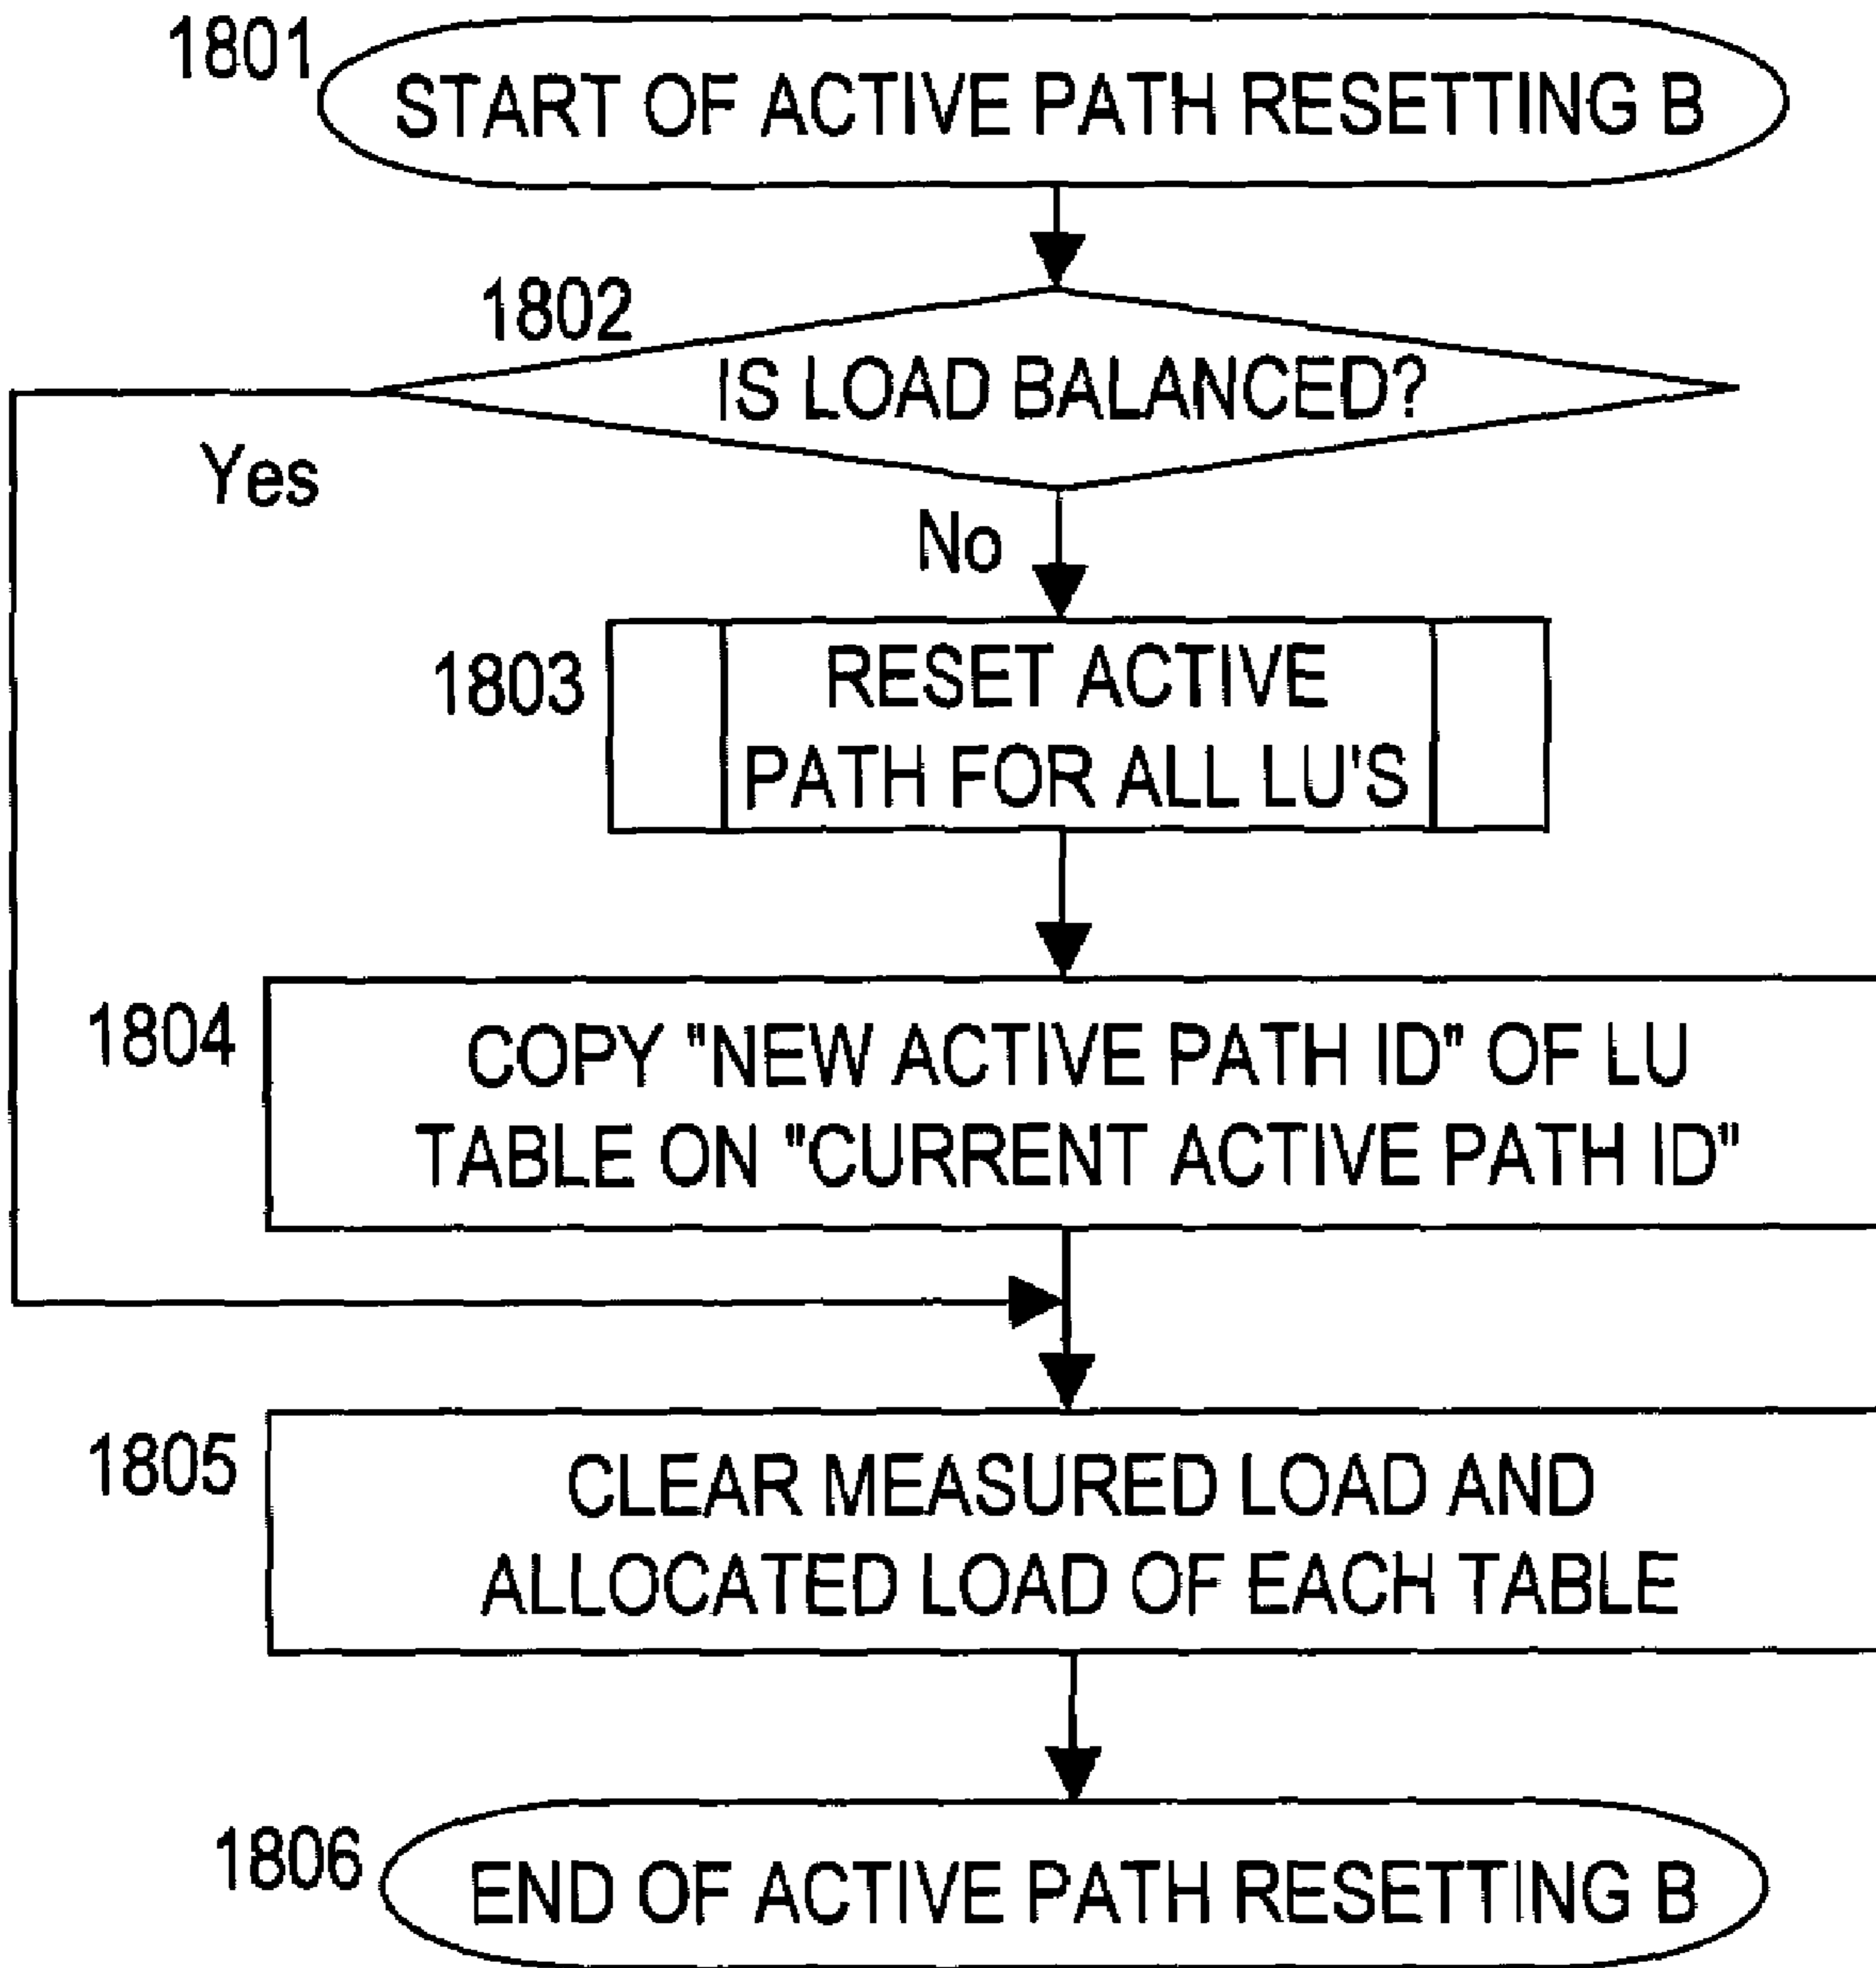 1801
START OF ACTIVE PATH RESETTING B
1802
IS LOAD BALANCED?
Yes
No
1803
RESET ACTIVE
PATH FOR ALL LU'S
1804
COPY "NEW ACTIVE PATH ID" OF LU
TABLE ON "CURRENT ACTIVE PATH ID"
1805
CLEAR MEASURED LOAD AND
ALLOCATED LOAD OF EACH TABLE
1806
END OF ACTIVE PATH RESETTING B